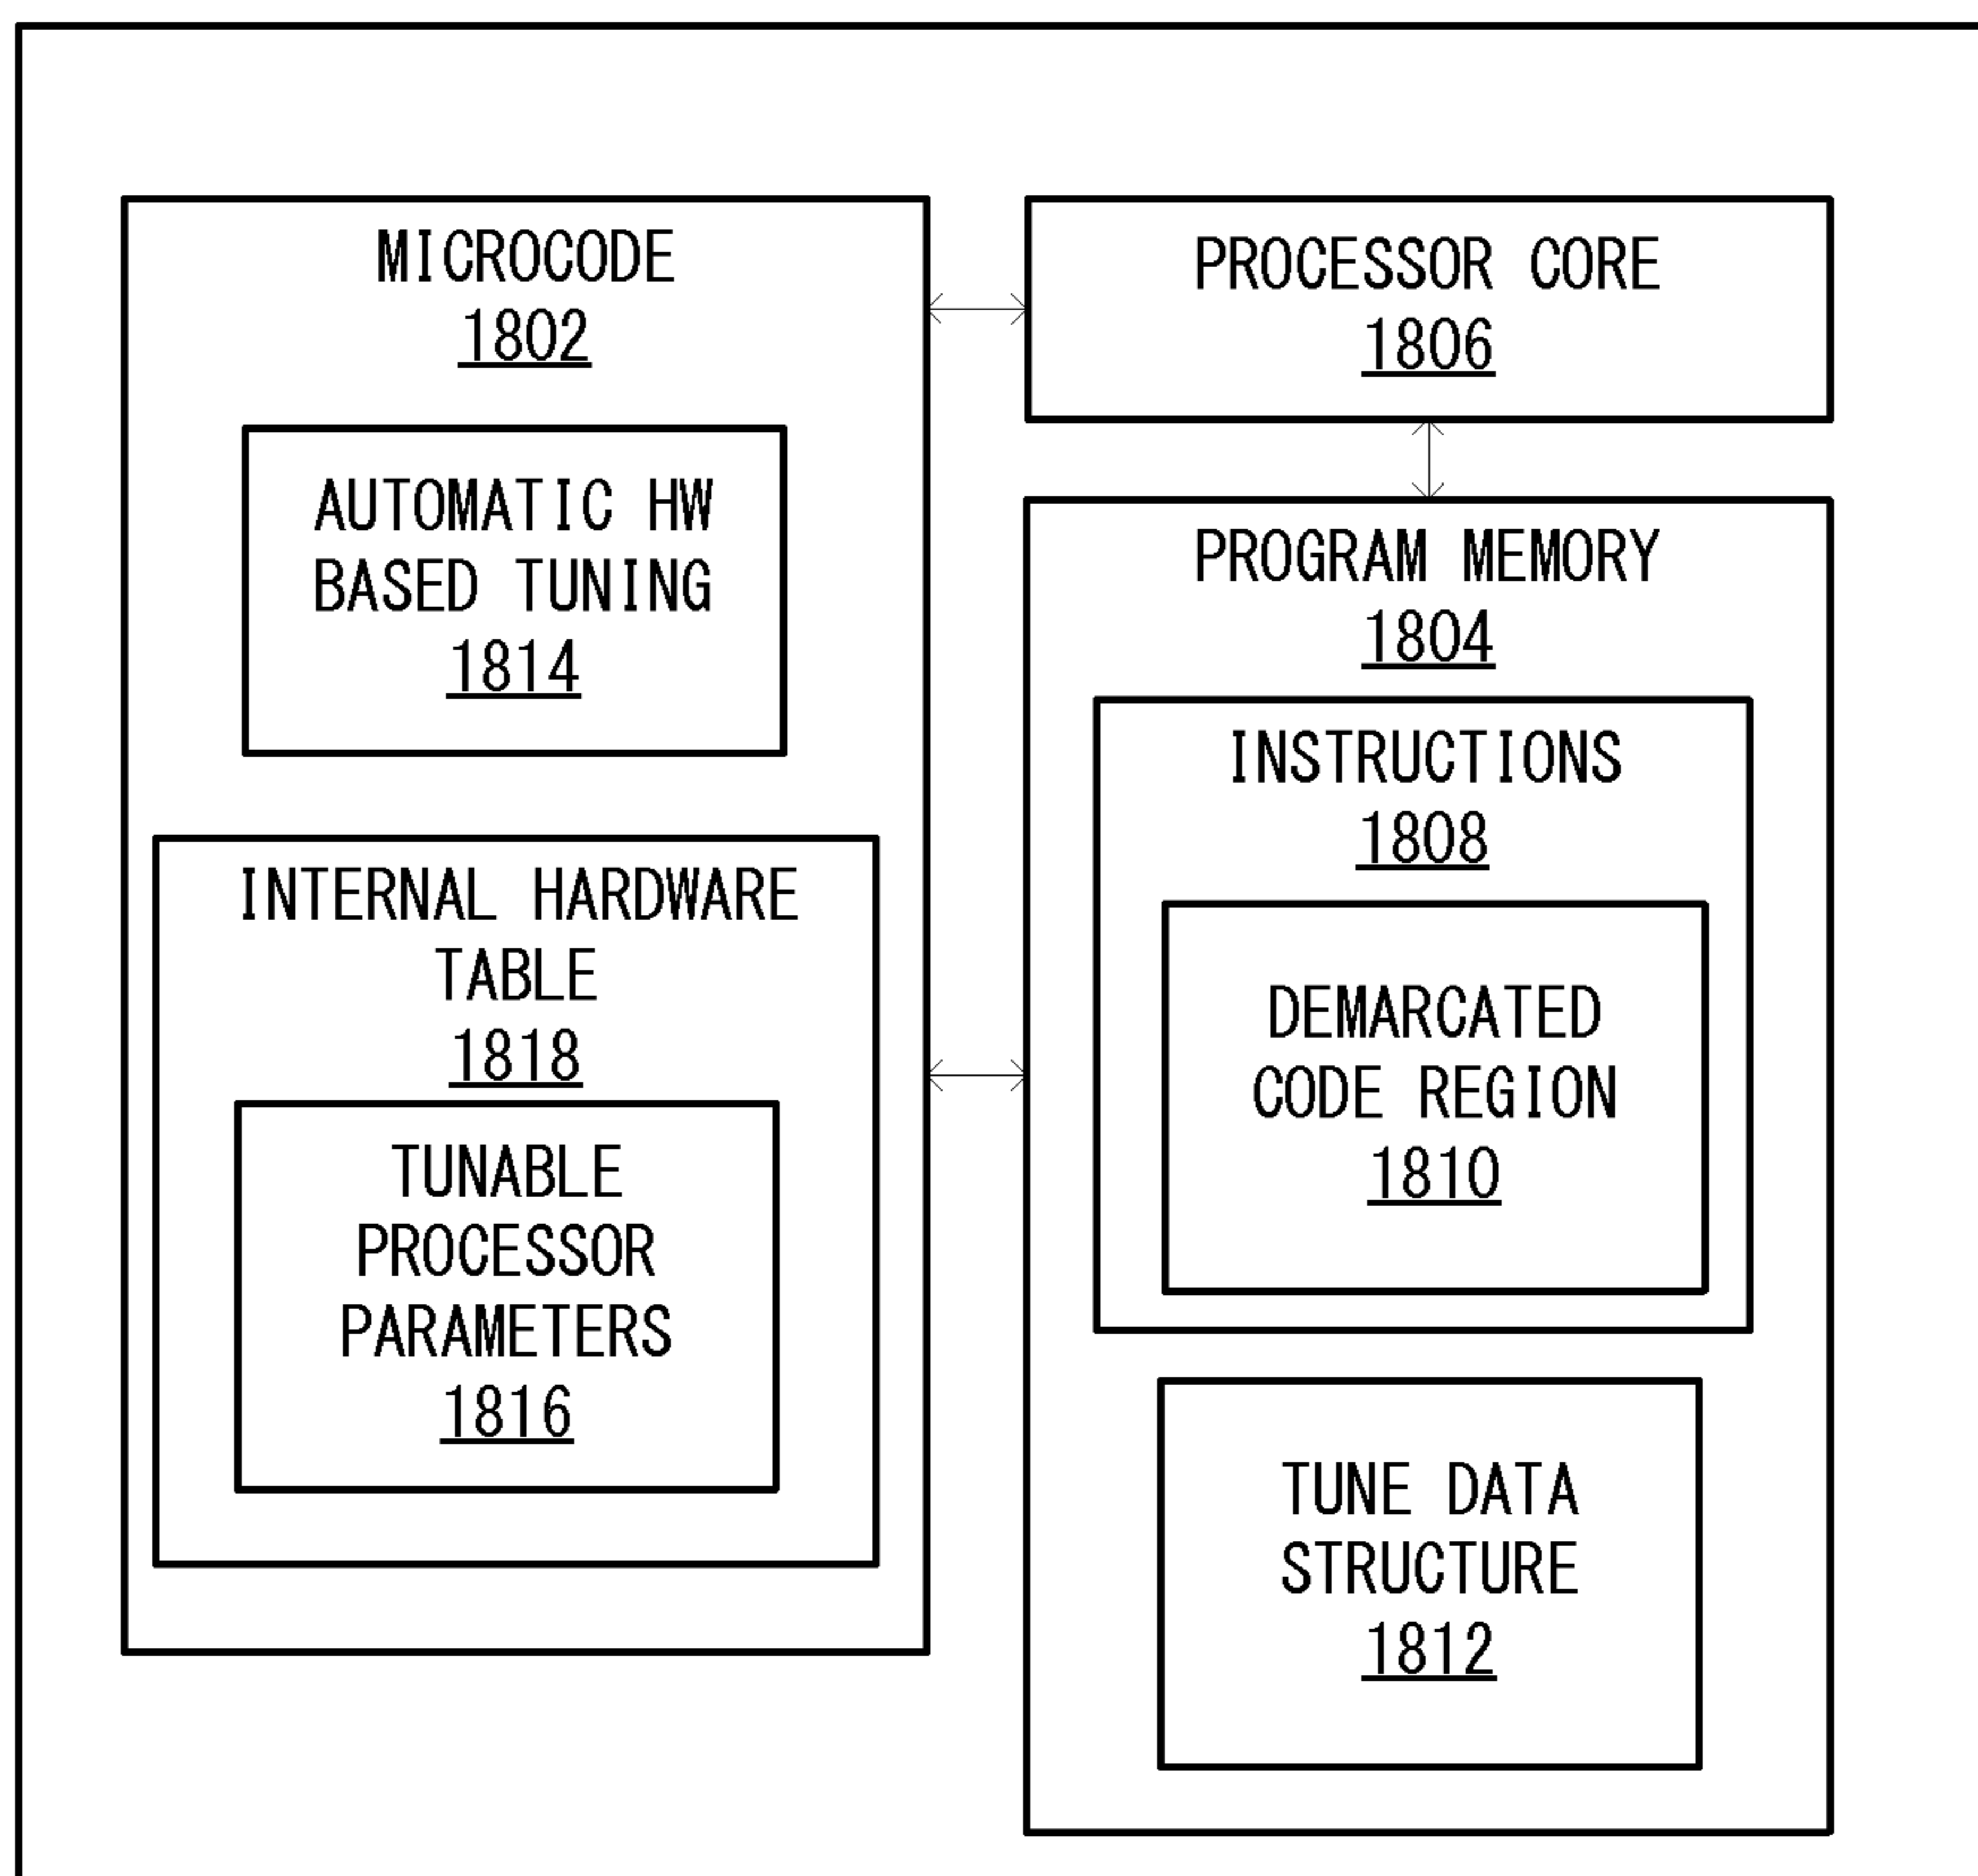 MICROCODE
1802
AUTOMATIC HW
BASED TUNING
1814
INTERNAL HARDWARE
TABLE
1818
TUNABLE
PROCESSOR
PARAMETERS
1816
PROCESSOR CORE
1806
PROGRAM MEMORY
1804
INSTRUCTIONS
1808
DEMARCATED
CODE REGION
1810
TUNE DATA
STRUCTURE
1812